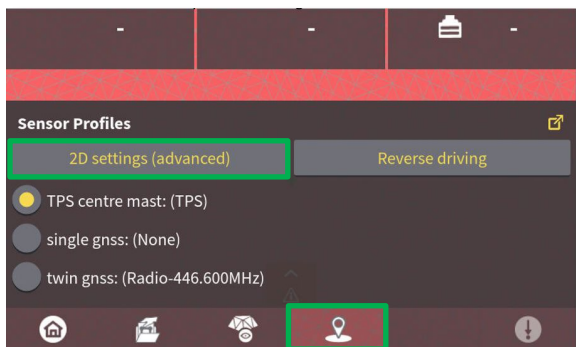 - - -
Sensor Profiles
2D settings (advanced) Reverse driving
TPS centre mast: (TPS)
single gnss: (None)
twin gnss: (Radio-446.600MHz)